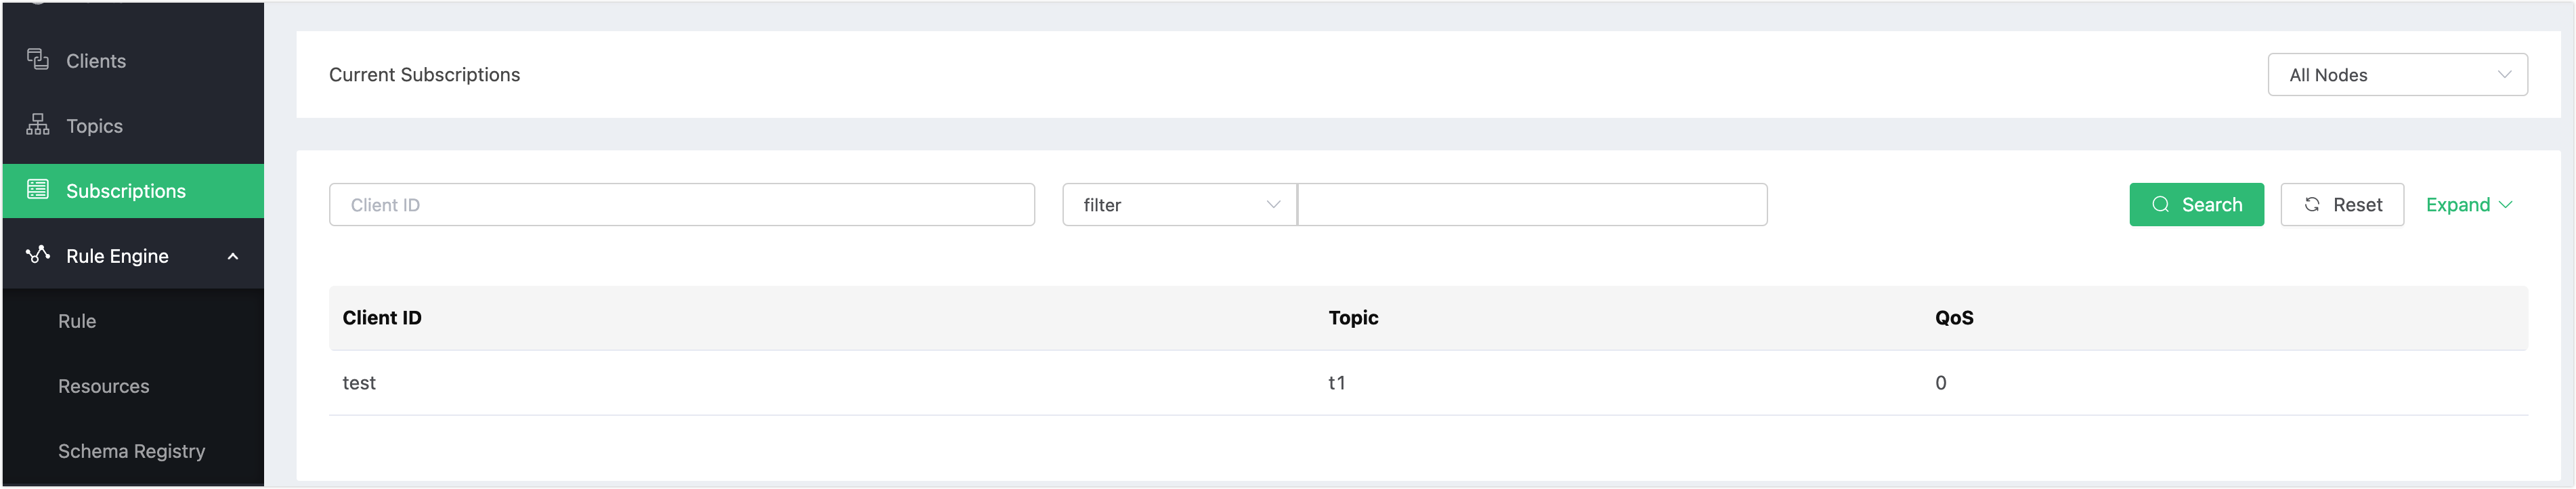 Clients
Topics
Subscriptions
Rule Engine
Rule
Resources
Schema Registry
Current Subscriptions
All Nodes
Client ID
filter
Search
Reset
Expand
Client ID Topic QoS
test t1 0